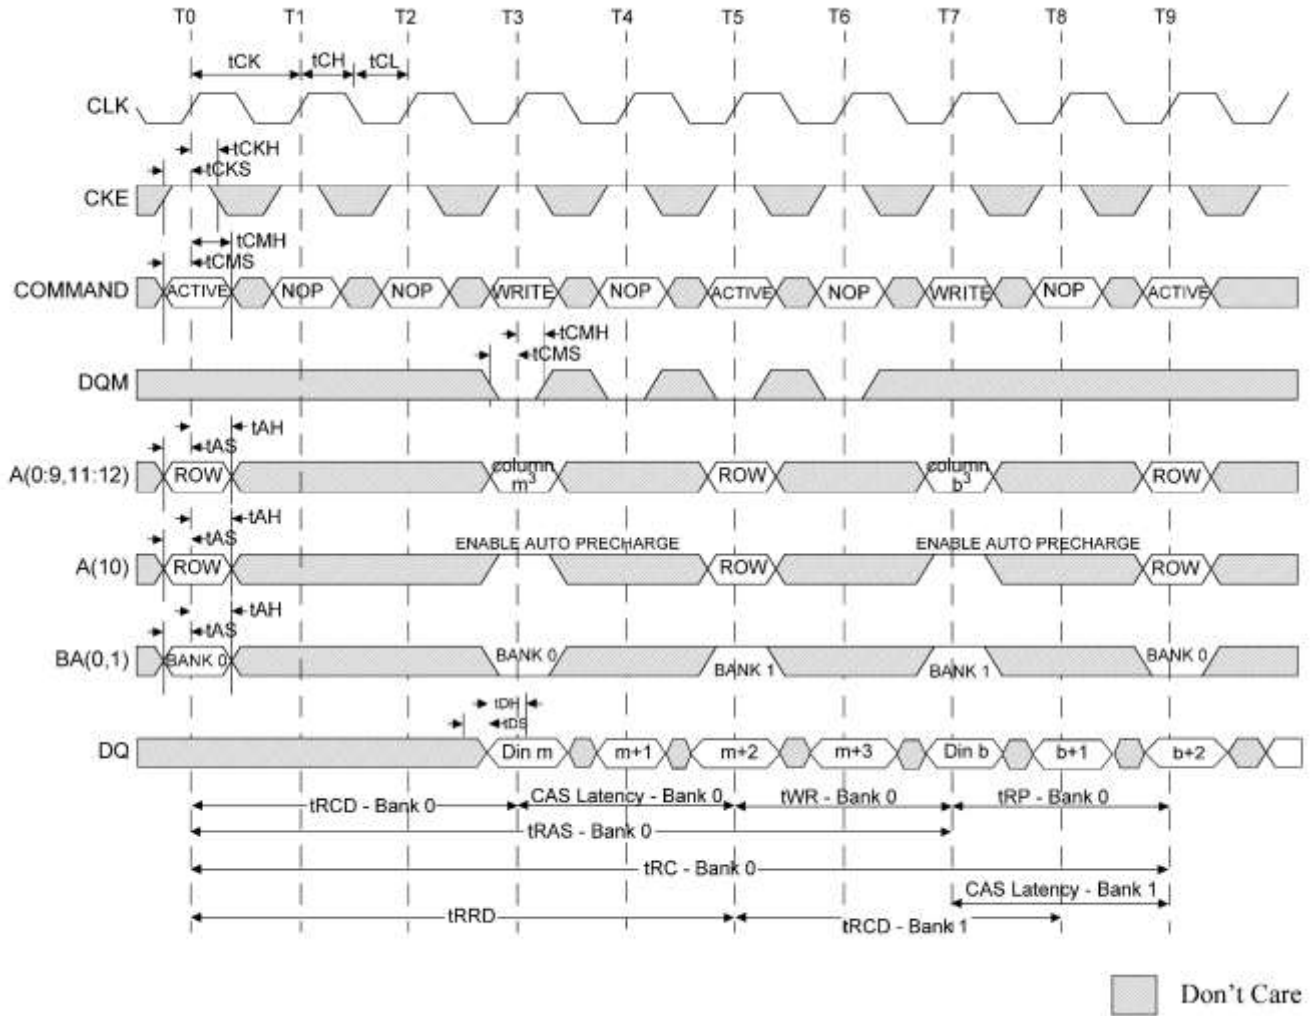 T0 T1 T2 T3 T4 T5 T6 T7 T8 T9
tCK tCH tCL
CLK
tCKH
tCKS
CKE
tCMH
tCMS
COMMAND ACTIVE NOP NOP WRITE NOP ACTIVE NOP WRITE NOP ACTIVE
tCMH
tCMS
DQM
tAH
tAS
A(0:9,11:12) ROW column m³ ROW column b³ ROW
tAH
tAS
ENABLE AUTO PRECHARGE ENABLE AUTO PRECHARGE
A(10) ROW ROW ROW
tAH
tAS
BA(0,1) BANK 0 BANK 0 BANK 1 BANK 1 BANK 0
tDH
tDS
DQ Din m m+1 m+2 m+3 Din b b+1 b+2
tRCD - Bank 0 CAS Latency - Bank 0 tWR - Bank 0 tRP - Bank 0
tRAS - Bank 0
tRC - Bank 0
CAS Latency - Bank 1
tRRD
tRCD - Bank 1
Don't Care